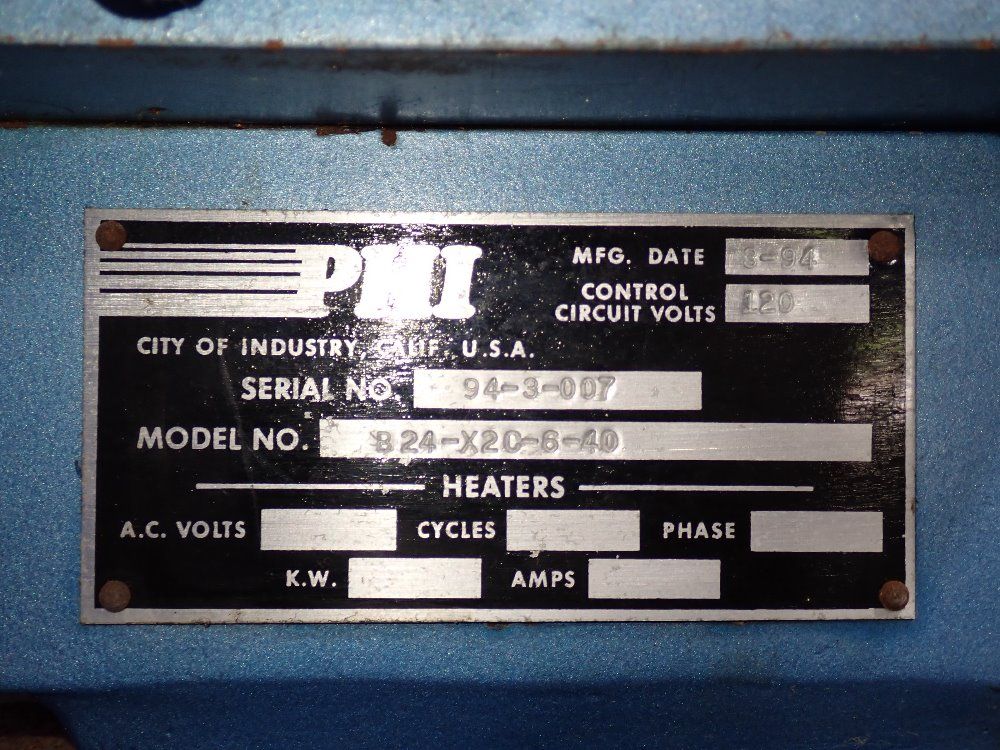 PHI
MFG. DATE 3-94
CONTROL
CIRCUIT VOLTS 120
CITY OF INDUSTRY, CALIF. U.S.A.
SERIAL NO. 94-3-007
MODEL NO. B24-X2C-6-40
HEATERS
A.C. VOLTS CYCLES PHASE
K.W. AMPS